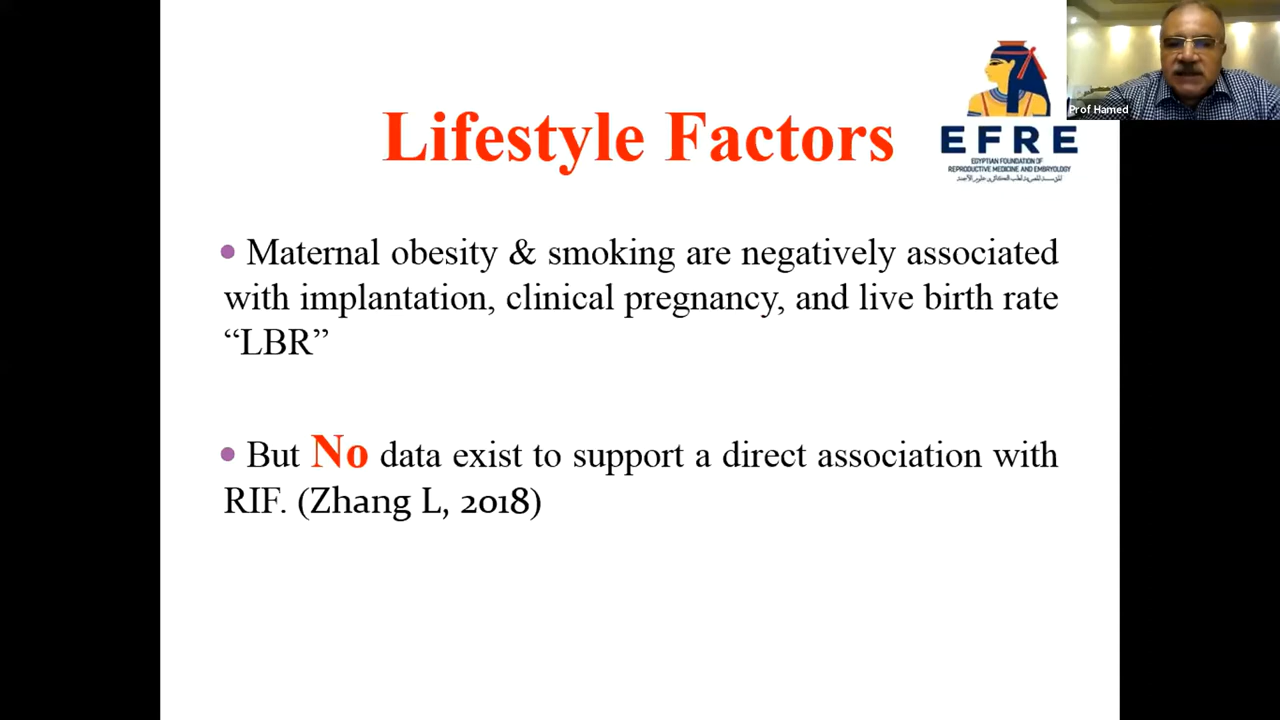 Prof Hamed
Lifestyle Factors
EFRE
EGYPTIAN FOUNDATION OF
REPRODUCTIVE MEDICINE AND EMBRYOLOGY
• Maternal obesity & smoking are negatively associated
with implantation, clinical pregnancy, and live birth rate
“LBR”
• But No data exist to support a direct association with
RIF. (Zhang L, 2018)